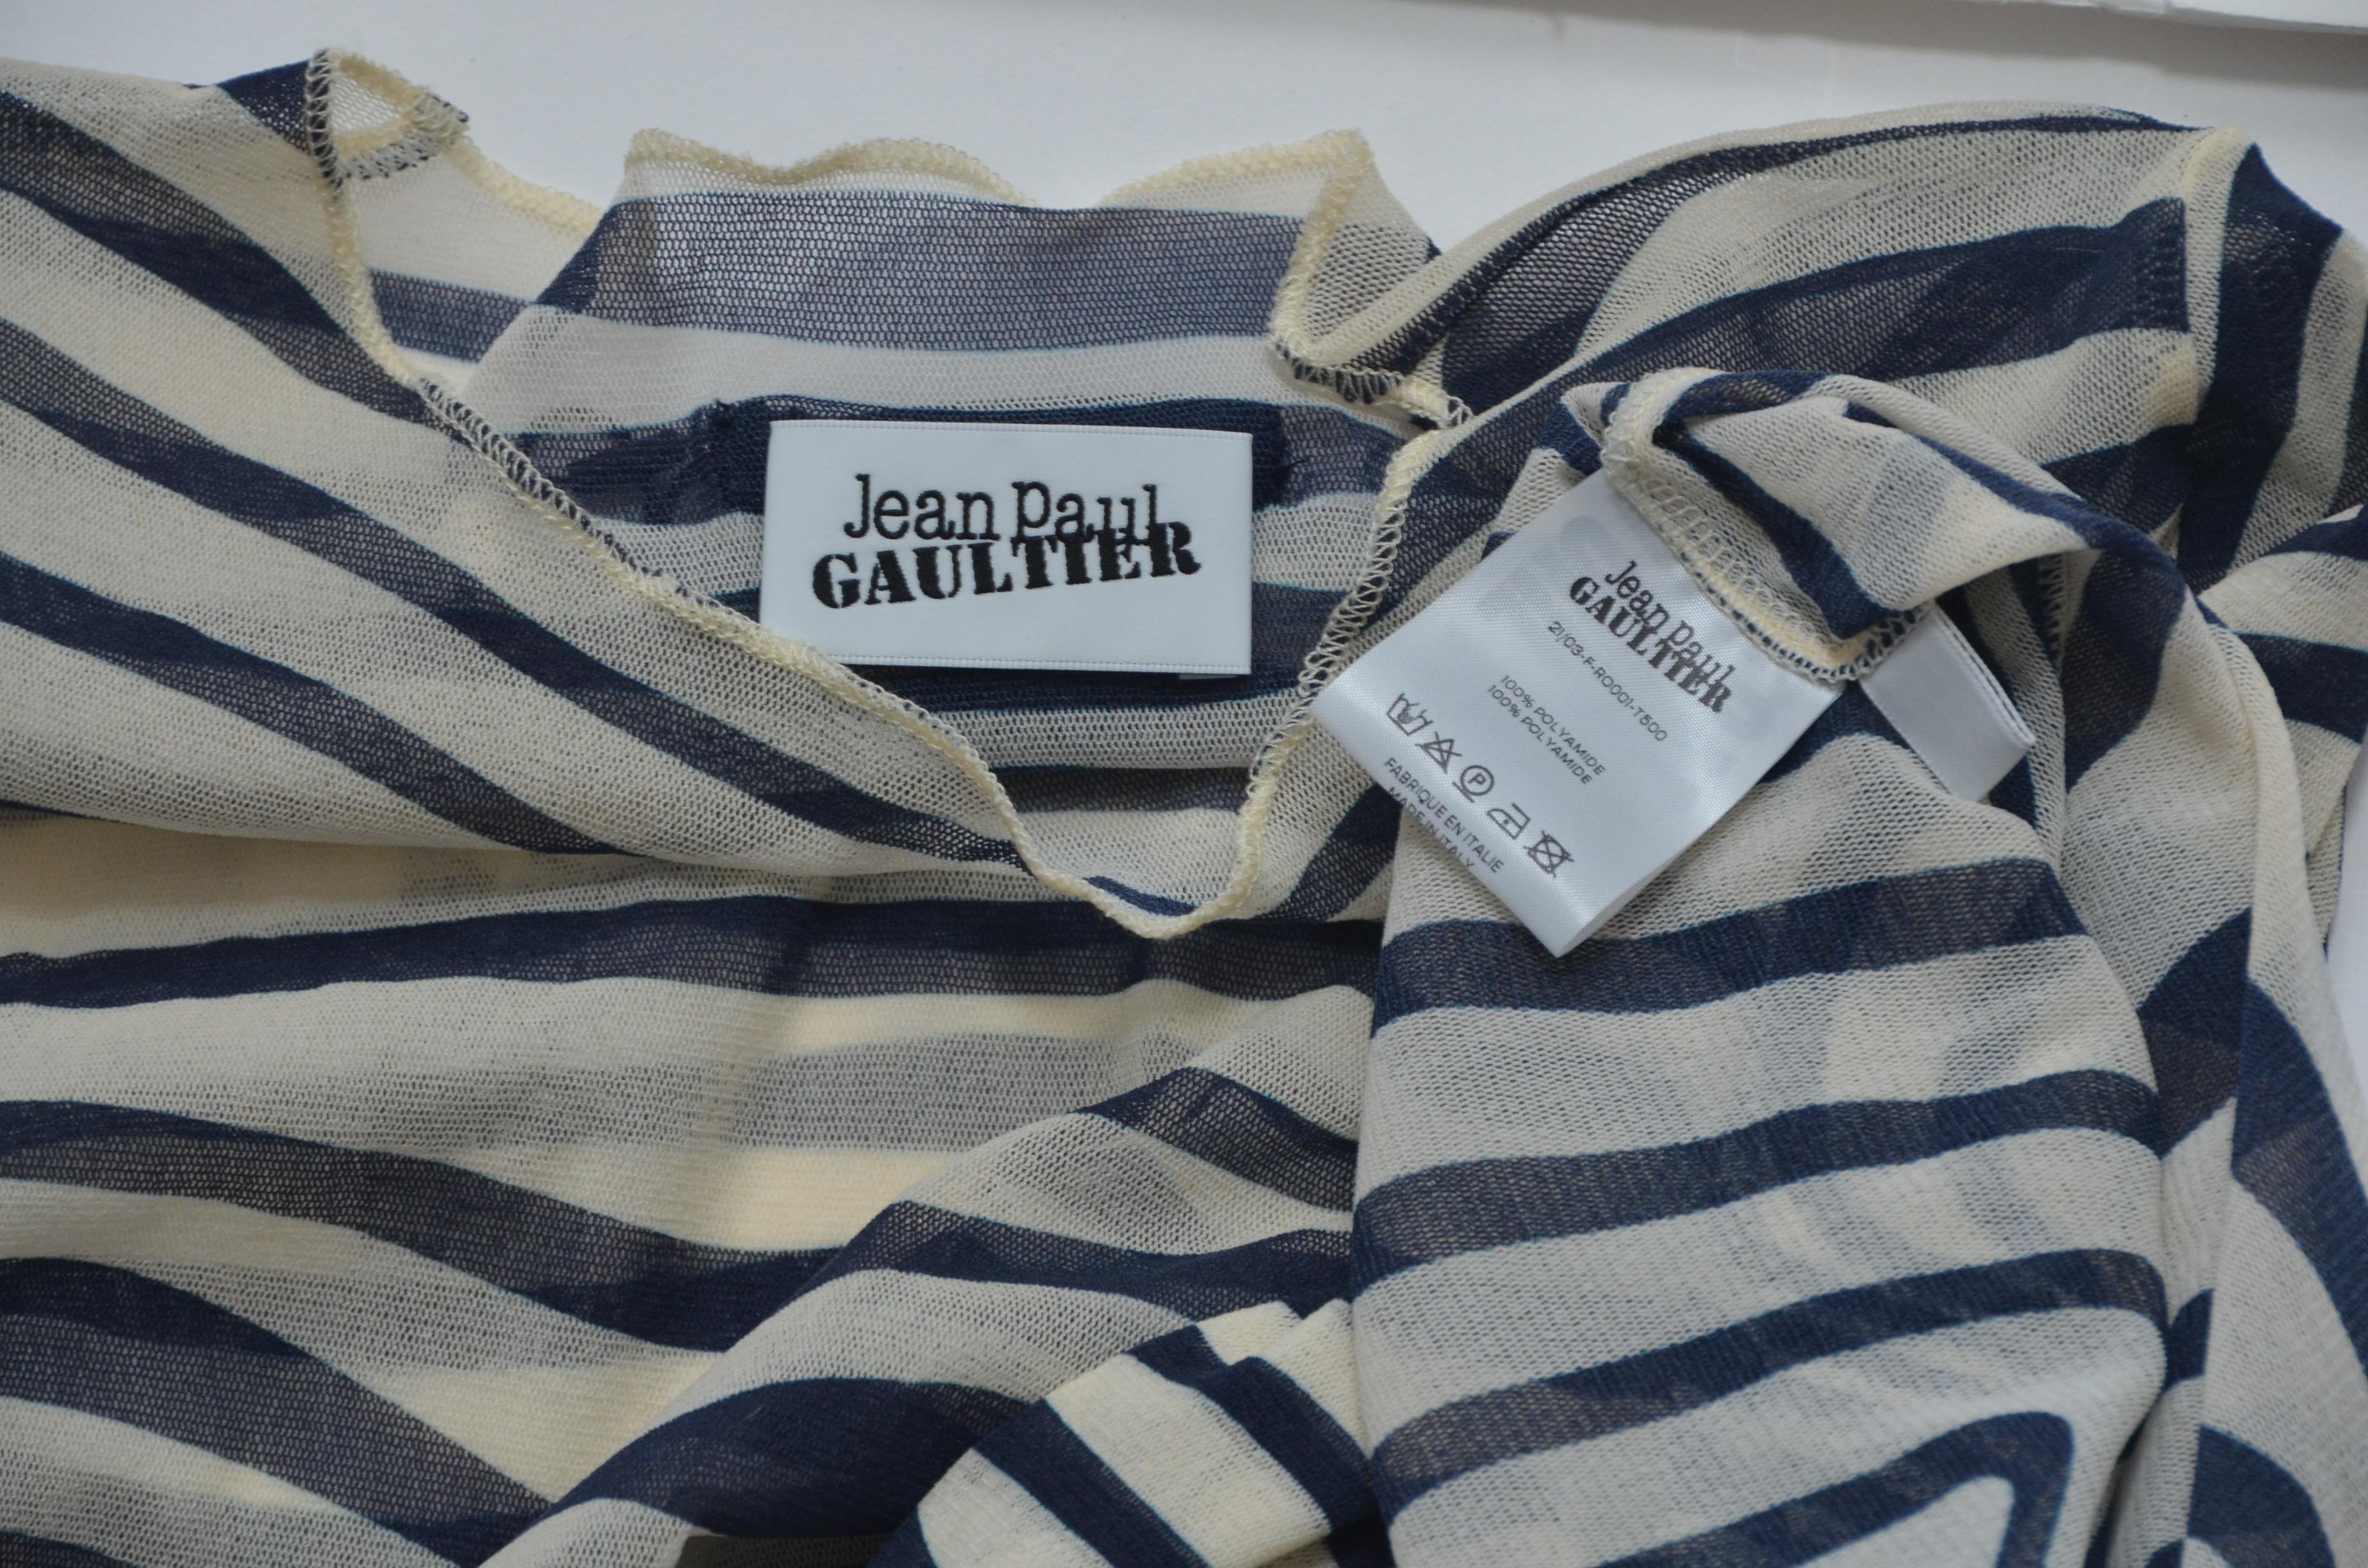 Jean Paul
GAULTIER
Jean Paul
GAULTIER
21/03-F-RO001-T500
100% POLYAMIDE
100% POLYAMIDE
P
FABRIQUE EN ITALIE
MADE IN ITALY